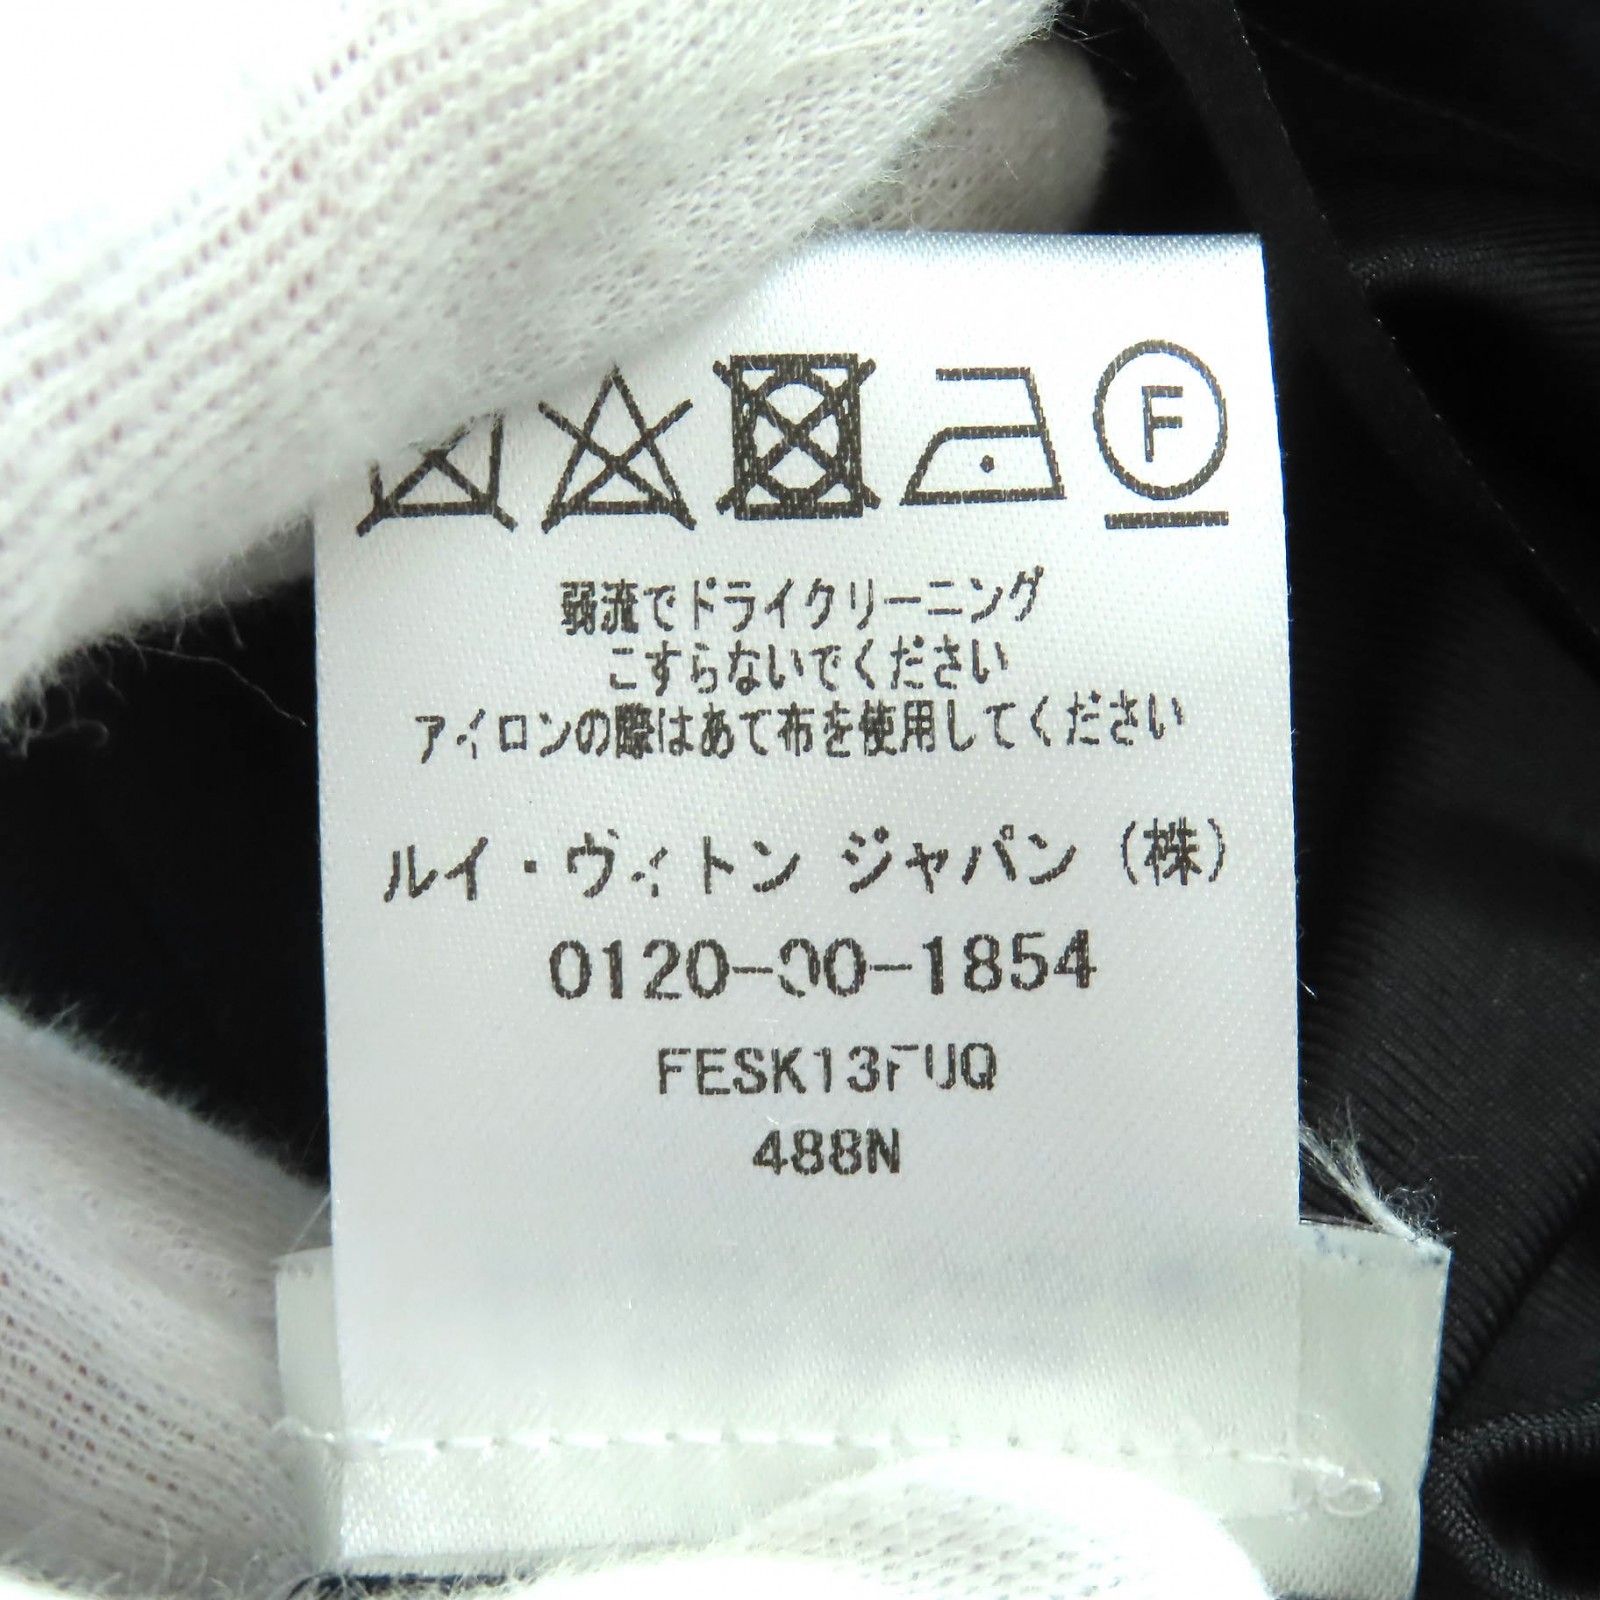 F
弱流でドライクリーニング
こすらないでください
アイロンの際はあて布を使用してください
ルイ・ヴィトン ジャパン（株）
0120-00-1854
FESK13FUQ
488N